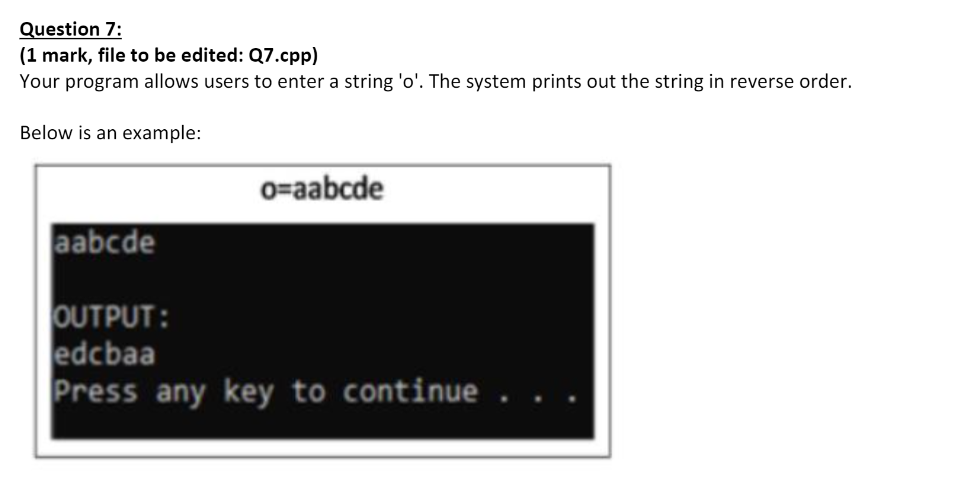 Question 7:
(1 mark, file to be edited: Q7.cpp)
Your program allows users to enter a string 'o'. The system prints out the string in reverse order.
Below is an example:
o=aabcde
aabcde
OUTPUT:
edcbaa
Press any key to continue . . .